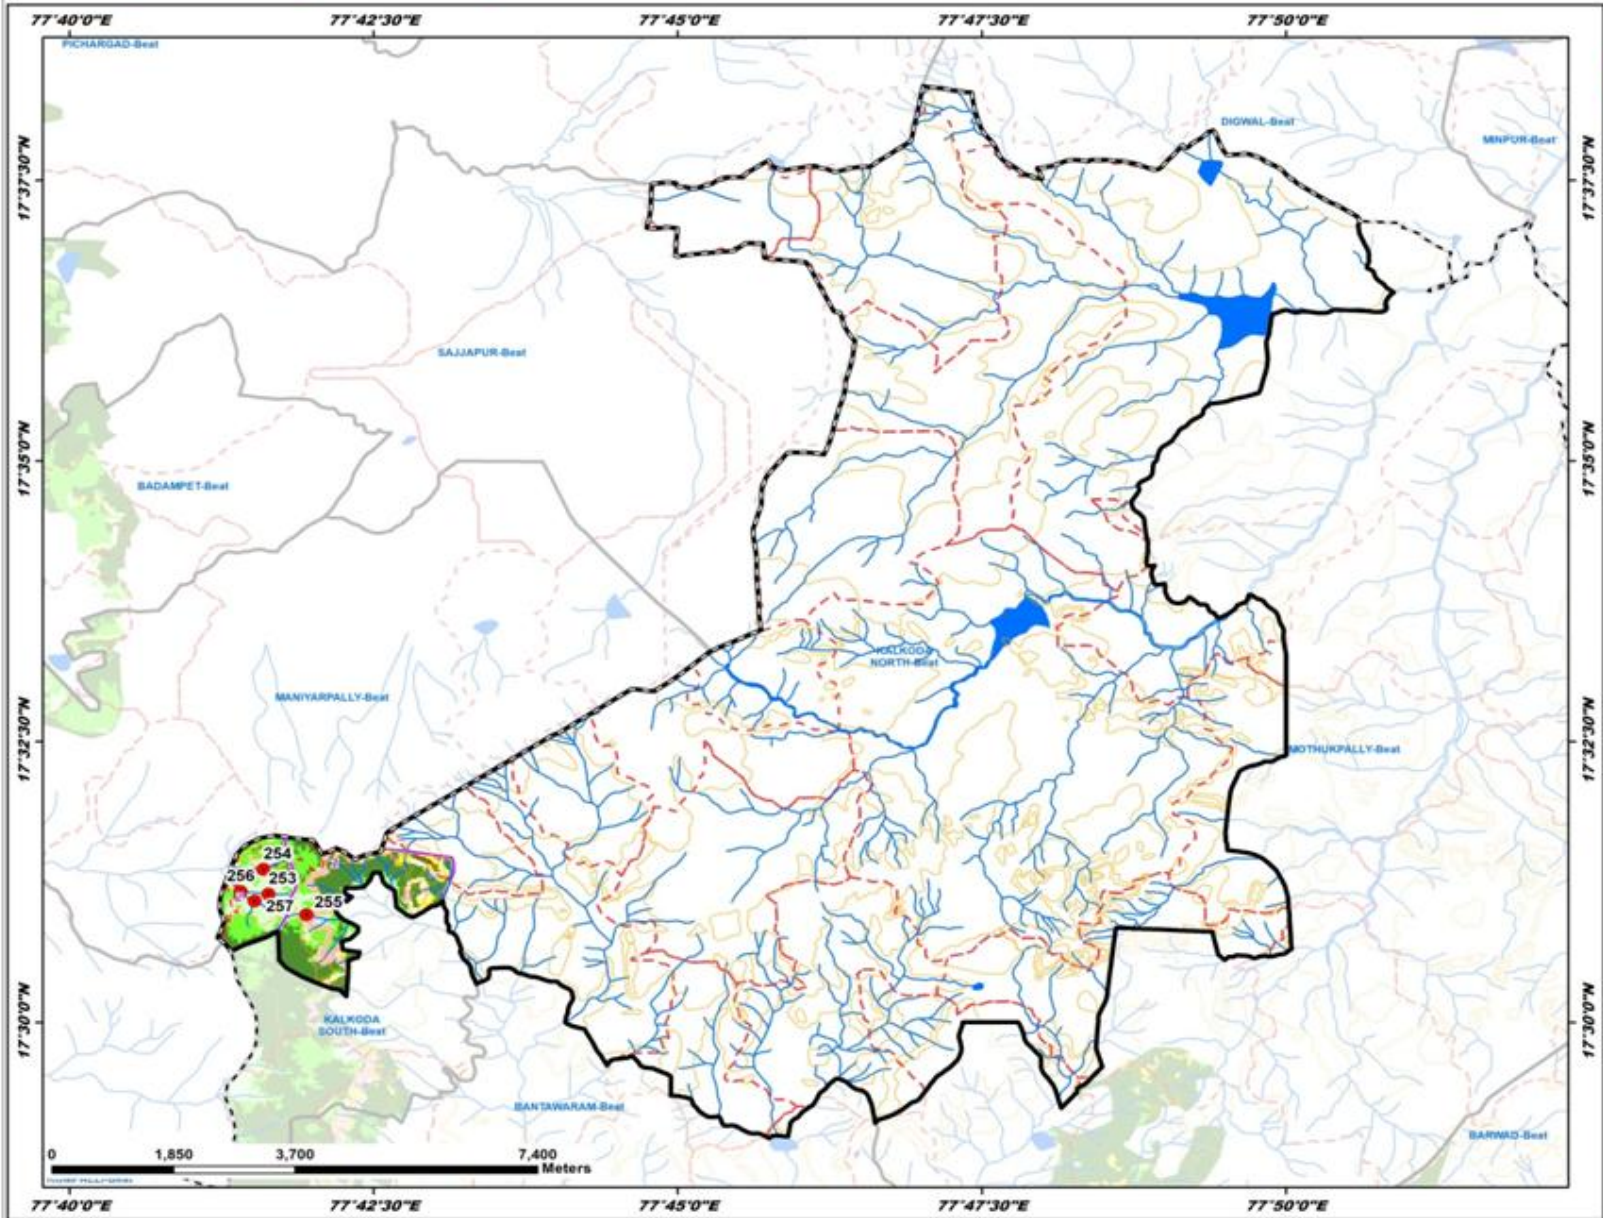 77°40'0"E 77°42'30"E 77°45'0"E 77°47'30"E 77°50'0"E
PICHARGAD-Beat
DIGWAL-Beat
MINPUR-Beat
17°37'30"N 17°37'30"N
SAJJAPUR-Beat
17°35'0"N 17°35'0"N
BADAMPET-Beat
KALKODA
NORTH-Beat
MANIYARPALLY-Beat
17°32'30"N 17°32'30"N
MOTHUKPALLY-Beat
254
256 253
257 255
KALKODA
SOUTH-Beat
17°30'0"N 17°30'0"N
BANTAWARAM-Beat
BARWAD-Beat
0 1,850 3,700 7,400
Meters
77°40'0"E 77°42'30"E 77°45'0"E 77°47'30"E 77°50'0"E